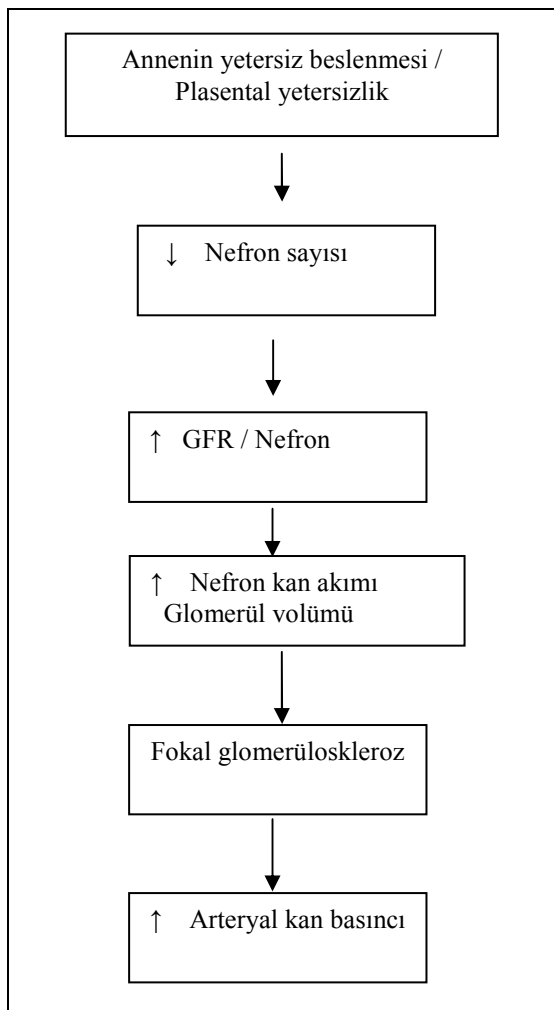 Annenin yetersiz beslenmesi /
Plasental yetersizlik
↓ Nefron sayısı
↑ GFR / Nefron
↑ Nefron kan akımı
Glomerül volümü
Fokal glomerüloskleroz
↑ Arteryal kan basıncı